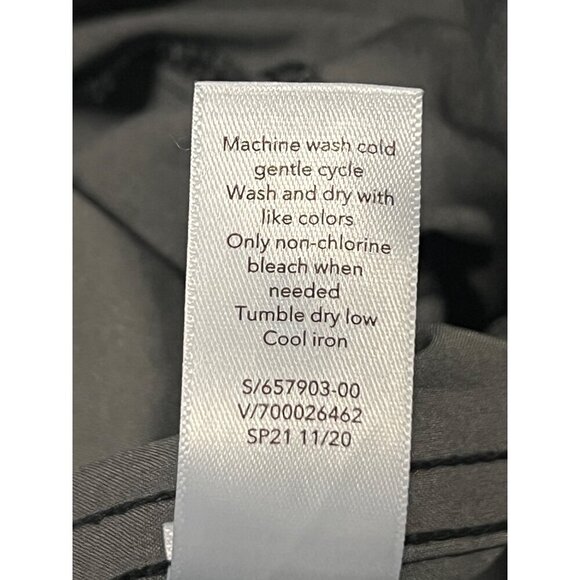 Machine wash cold
gentle cycle
Wash and dry with
like colors
Only non-chlorine
bleach when
needed
Tumble dry low
Cool iron
S/657903-00
V/700026462
SP21 11/20